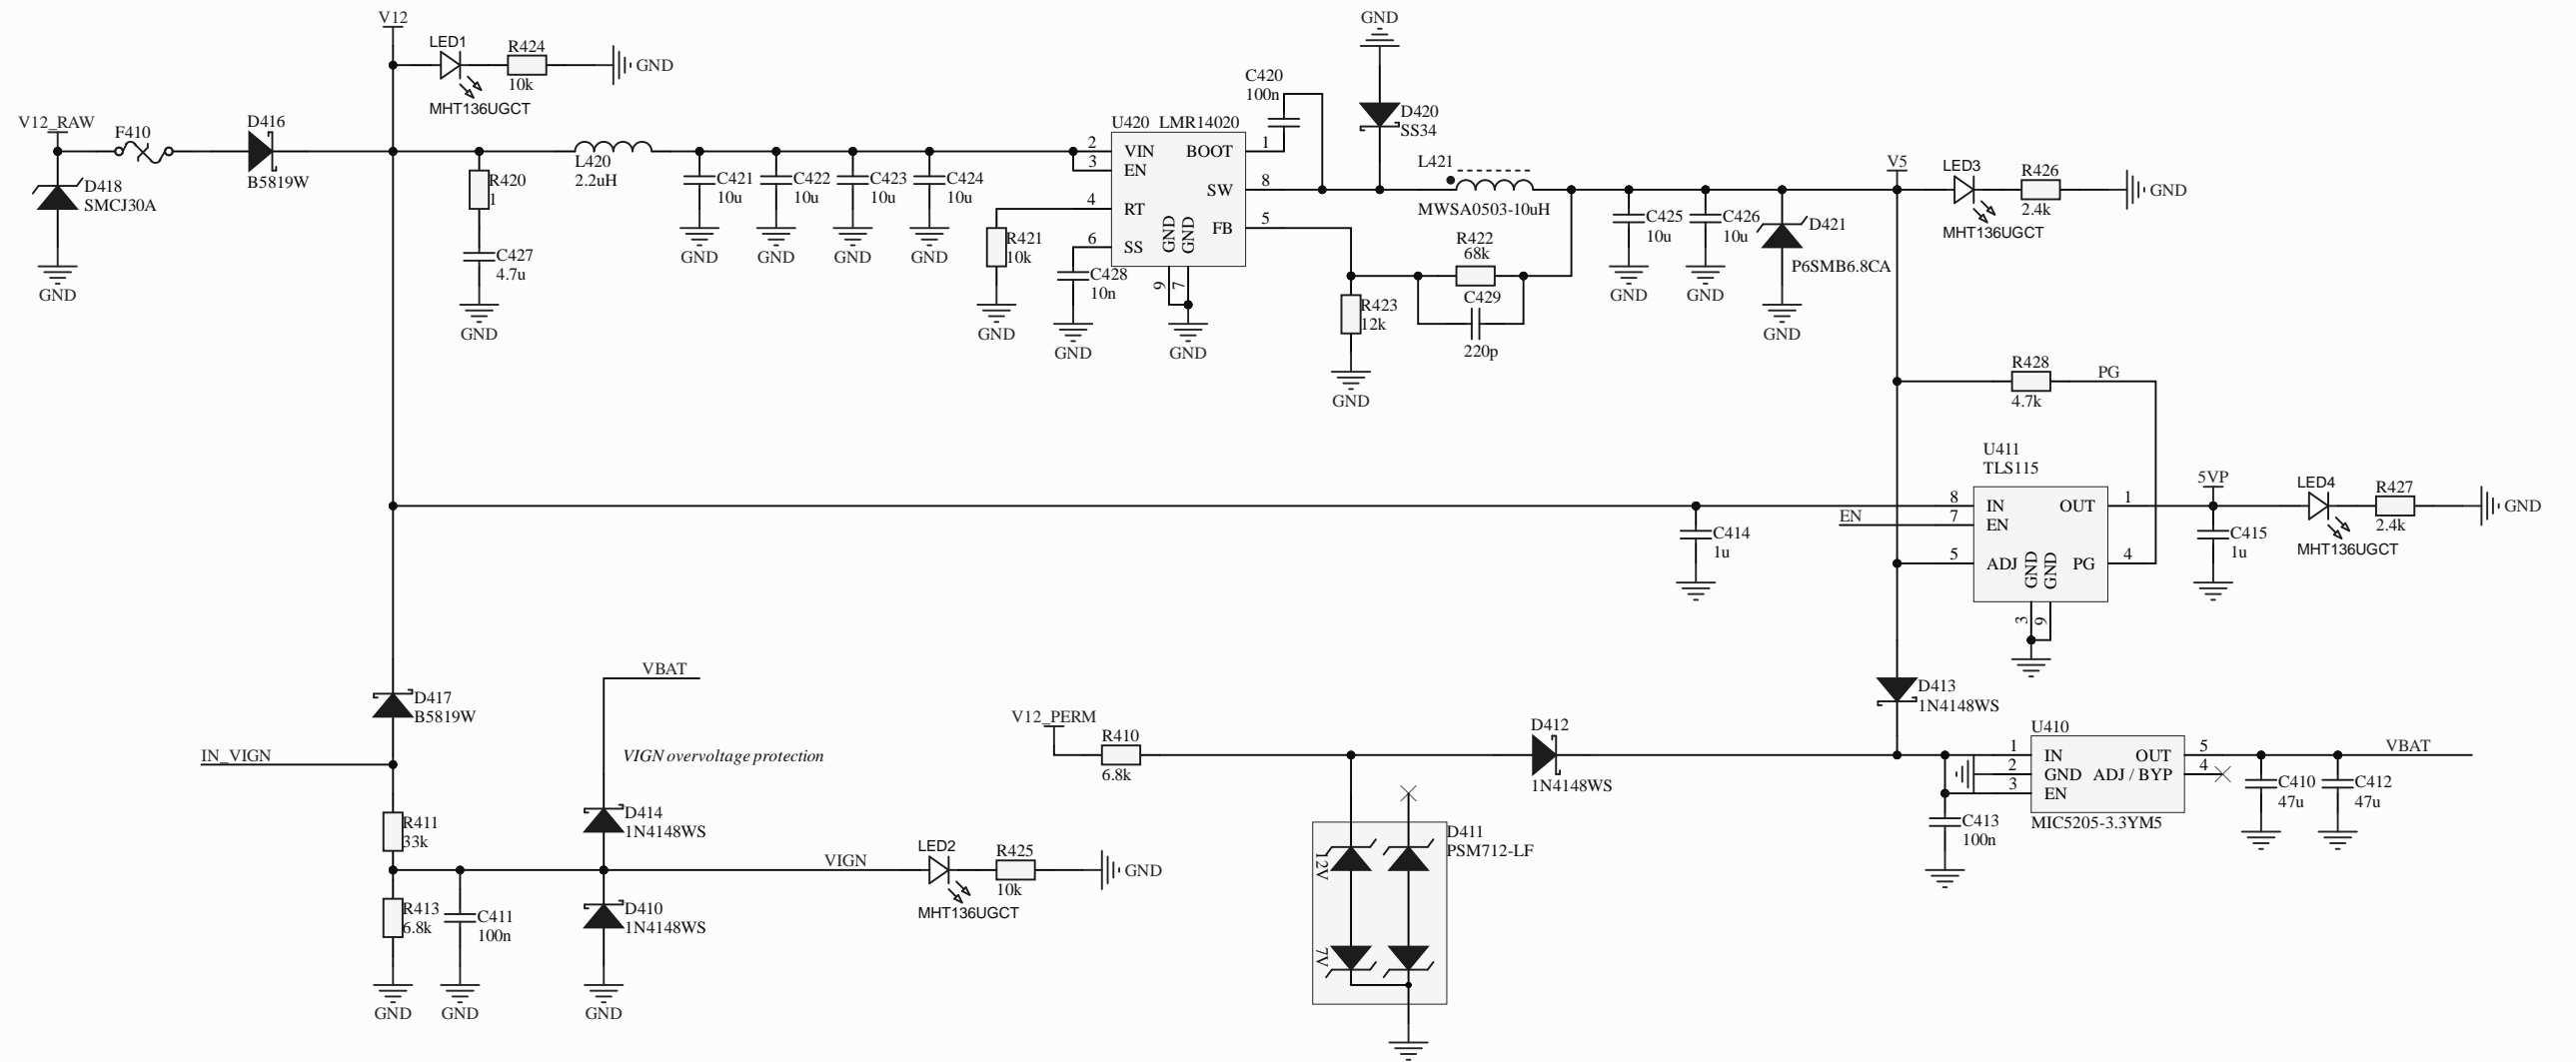 V12
GND
LED1
R424
10k
GND
MHT136UGCT
C420
100n
V12_RAW
F410
D416
B5819W
D418
SMCJ30A
GND
R420
1
C427
4.7u
GND
L420
2.2uH
C421
10u
GND
C422
10u
GND
C423
10u
GND
C424
10u
GND
U420 LMR14020
2 VIN
3 EN
4 RT
6 SS
BOOT 1
SW 8
FB 5
GND
GND
9
7
GND
R421
10k
GND
C428
10n
GND
D420
SS34
L421
MWSA0503-10uH
R422
68k
C429
220p
R423
12k
GND
C425
10u
GND
C426
10u
GND
D421
P6SMB6.8CA
GND
V5
LED3
R426
2.4k
GND
MHT136UGCT
R428
4.7k
PG
U411
TLS115
8 IN
EN 7 EN
5 ADJ
OUT 1
PG 4
GND
GND
3
9
C414
1u
5VP
C415
1u
LED4
R427
2.4k
GND
MHT136UGCT
D417
B5819W
IN_VIGN
VBAT
VIGN overvoltage protection
R411
33k
R413
6.8k
GND
C411
100n
GND
D414
1N4148WS
D410
1N4148WS
GND
VIGN
LED2
R425
10k
GND
MHT136UGCT
V12_PERM
R410
6.8k
D412
1N4148WS
D411
PSM712-LF
12V
7V
D413
1N4148WS
U410
1 IN
2 GND
3 EN
OUT 5
ADJ / BYP 4
MIC5205-3.3YM5
C413
100n
VBAT
C410
47u
C412
47u